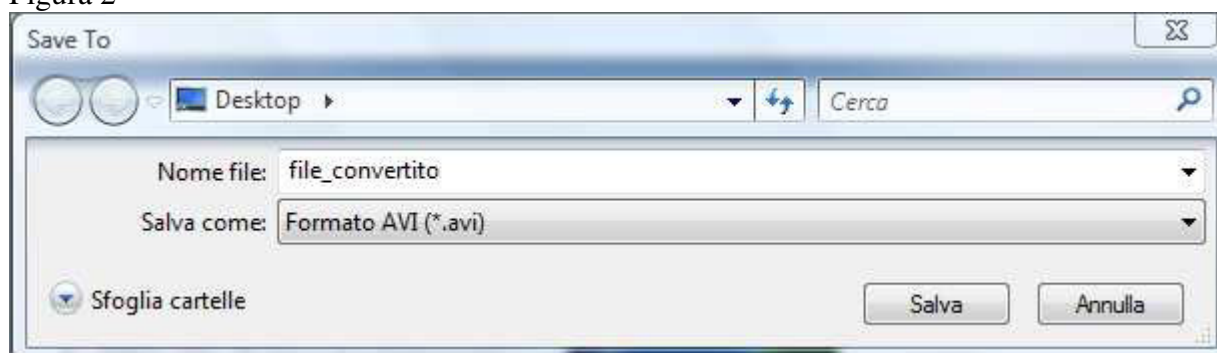 Figura 2
Save To
Desktop
Cerca
Nome file: file_convertito
Salva come: Formato AVI (*.avi)
Sfoglia cartelle
Salva
Annulla